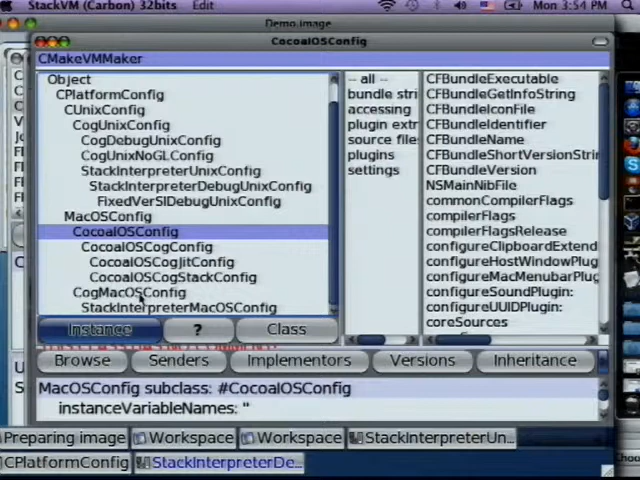 StackVM (Carbon) 32bits Edit Mon 3:54 PM
Demo.image
CocoaIOSConfig
CMakeVMMaker
Object
CPlatformConfig
CUnixConfig
CogUnixConfig
CogDebugUnixConfig
CogUnixNoGLConfig
StackInterpreterUnixConfig
StackInterpreterDebugUnixConfig
FixedVerSIDebugUnixConfig
MacOSConfig
CocoaIOSConfig
CocoaIOSCogConfig
CocoaIOSCogJitConfig
CocoaIOSCogStackConfig
CogMacOSConfig
StackInterpreterMacOSConfig
-- all --
bundle stri
accessing
plugin extr
source files
plugins
settings
CFBundleExecutable
CFBundleGetInfoString
CFBundleIconFile
CFBundleIdentifier
CFBundleName
CFBundleShortVersionStrin
CFBundleVersion
NSMainNibFile
commonCompilerFlags
compilerFlags
compilerFlagsRelease
configureClipboardExtend
configureHostWindowPlug
configureMacMenubarPlug
configureSoundPlugin:
configureUUIDPlugin:
coreSources
Instance ? Class
Browse Senders Implementors Versions Inheritance
MacOSConfig subclass: #CocoaIOSConfig
instanceVariableNames: ''
Preparing image Workspace Workspace StackInterpreterUn...
CPlatformConfig StackInterpreterDe...